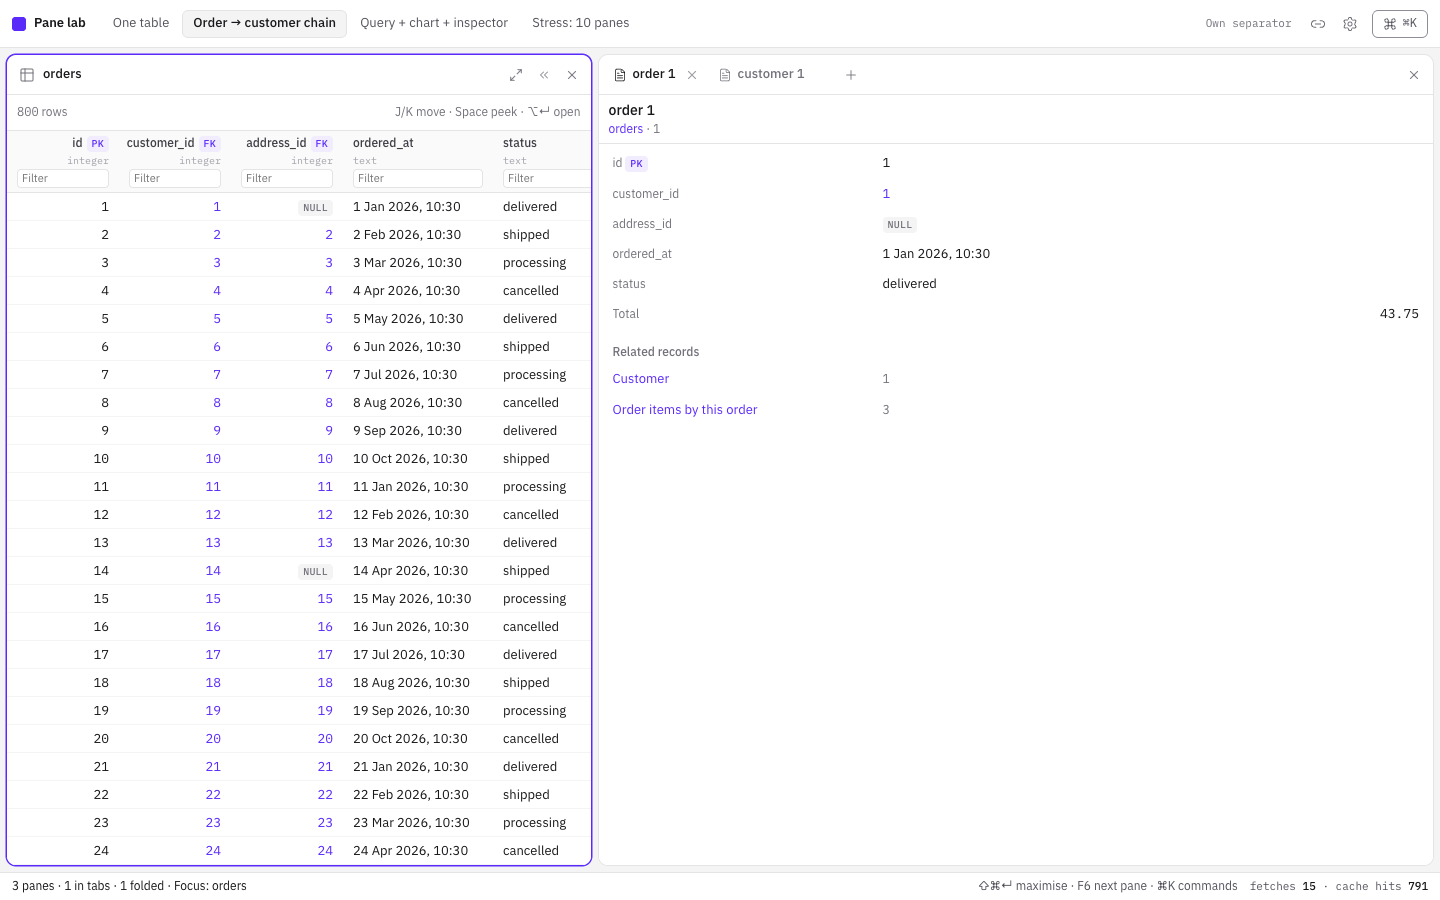 Pane lab One table Order → customer chain Query + chart + inspector Stress: 10 panes Own separator ⌘ ⌘K
orders
800 rows J/K move · Space peek · ⌥↵ open
id PK customer_id FK address_id FK ordered_at status
integer integer integer text text
Filter Filter Filter Filter Filter
1 1 NULL 1 Jan 2026, 10:30 delivered
2 2 2 2 Feb 2026, 10:30 shipped
3 3 3 3 Mar 2026, 10:30 processing
4 4 4 4 Apr 2026, 10:30 cancelled
5 5 5 5 May 2026, 10:30 delivered
6 6 6 6 Jun 2026, 10:30 shipped
7 7 7 7 Jul 2026, 10:30 processing
8 8 8 8 Aug 2026, 10:30 cancelled
9 9 9 9 Sep 2026, 10:30 delivered
10 10 10 10 Oct 2026, 10:30 shipped
11 11 11 11 Jan 2026, 10:30 processing
12 12 12 12 Feb 2026, 10:30 cancelled
13 13 13 13 Mar 2026, 10:30 delivered
14 14 NULL 14 Apr 2026, 10:30 shipped
15 15 15 15 May 2026, 10:30 processing
16 16 16 16 Jun 2026, 10:30 cancelled
17 17 17 17 Jul 2026, 10:30 delivered
18 18 18 18 Aug 2026, 10:30 shipped
19 19 19 19 Sep 2026, 10:30 processing
20 20 20 20 Oct 2026, 10:30 cancelled
21 21 21 21 Jan 2026, 10:30 delivered
22 22 22 22 Feb 2026, 10:30 shipped
23 23 23 23 Mar 2026, 10:30 processing
24 24 24 24 Apr 2026, 10:30 cancelled
order 1 customer 1
order 1
orders · 1
id PK 1
customer_id 1
address_id NULL
ordered_at 1 Jan 2026, 10:30
status delivered
Total 43.75
Related records
Customer 1
Order items by this order 3
3 panes · 1 in tabs · 1 folded · Focus: orders ⇧⌘↵ maximise · F6 next pane · ⌘K commands fetches 15 · cache hits 791